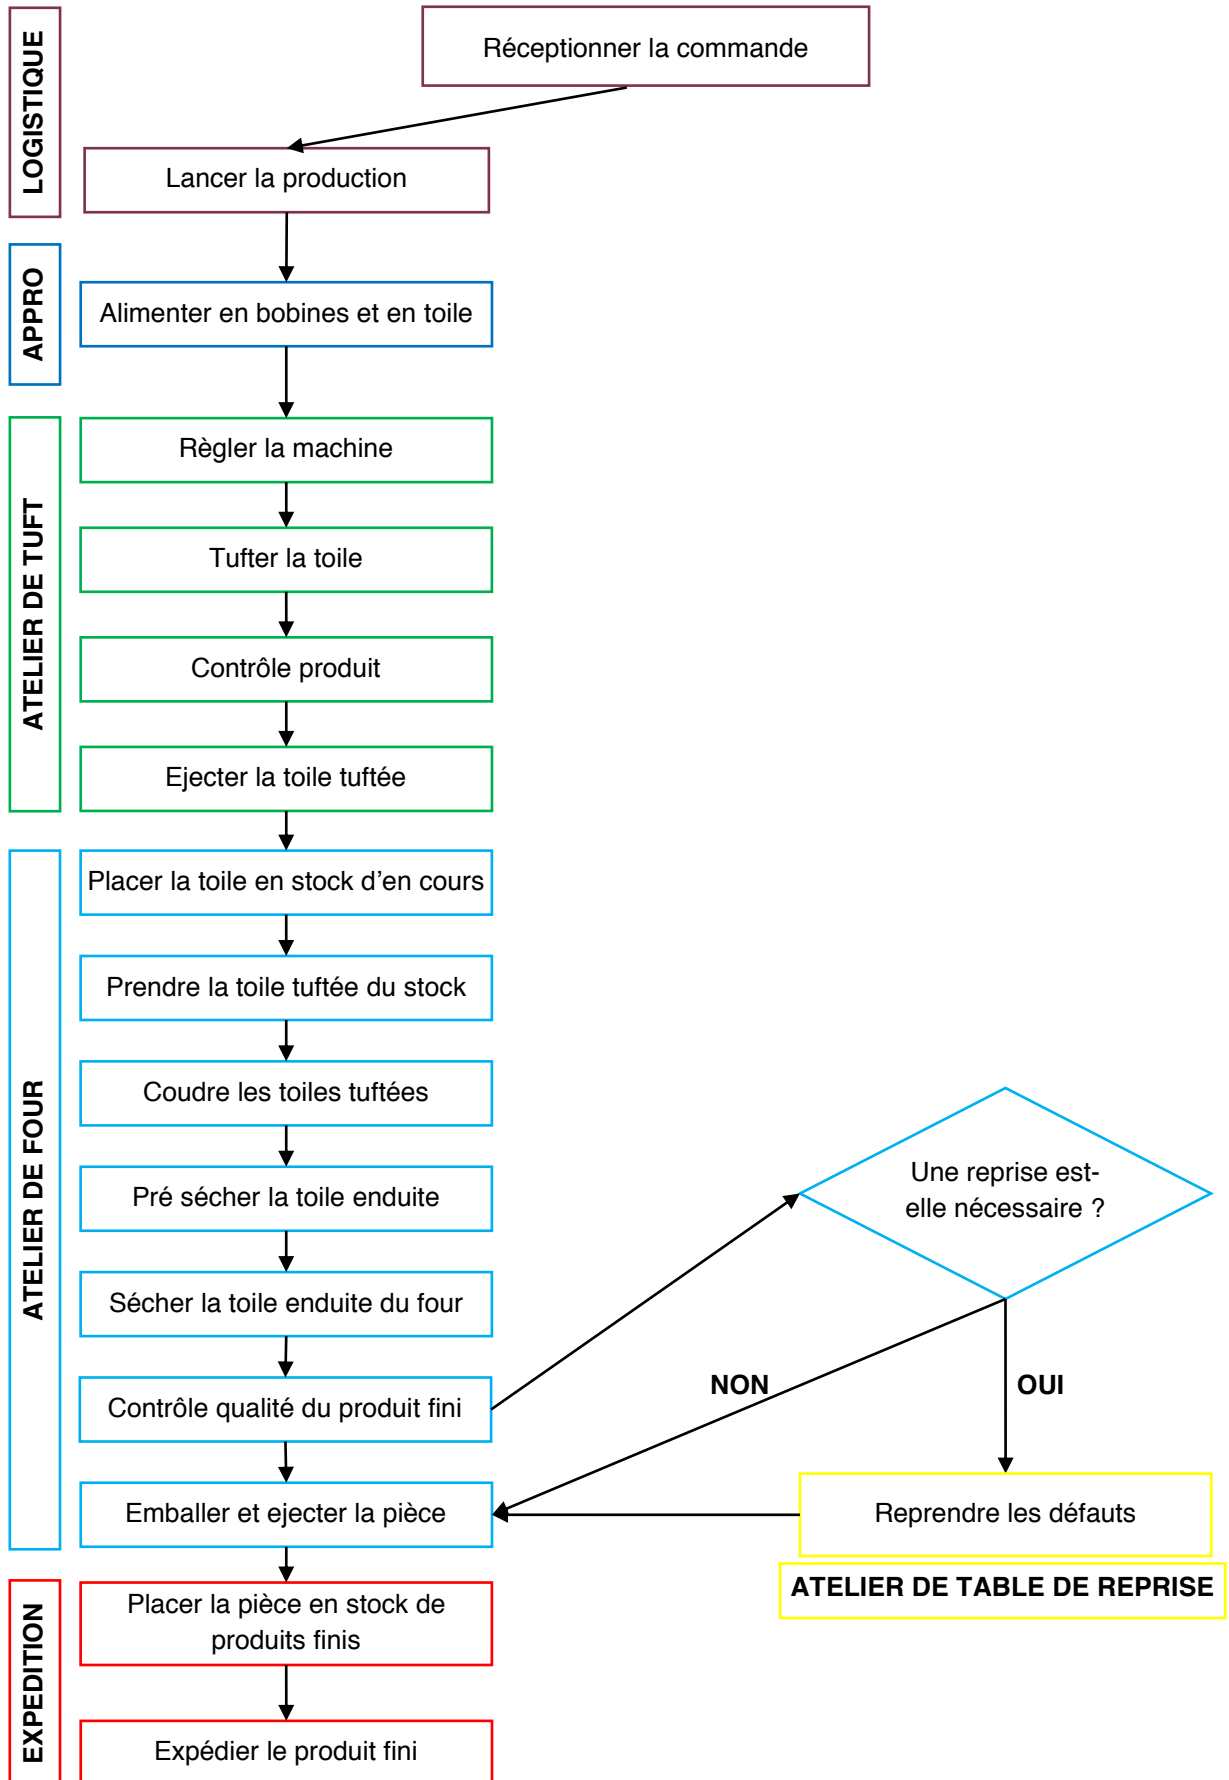 LOGISTIQUE
Réceptionner la commande
Lancer la production
APPRO
Alimenter en bobines et en toile
ATELIER DE TUFT
Règler la machine
Tufter la toile
Contrôle produit
Ejecter la toile tuftée
ATELIER DE FOUR
Placer la toile en stock d’en cours
Prendre la toile tuftée du stock
Coudre les toiles tuftées
Pré sécher la toile enduite
Sécher la toile enduite du four
Contrôle qualité du produit fini
Une reprise est-
elle nécessaire ?
NON
OUI
Emballer et ejecter la pièce
Reprendre les défauts
ATELIER DE TABLE DE REPRISE
EXPEDITION
Placer la pièce en stock de
produits finis
Expédier le produit fini